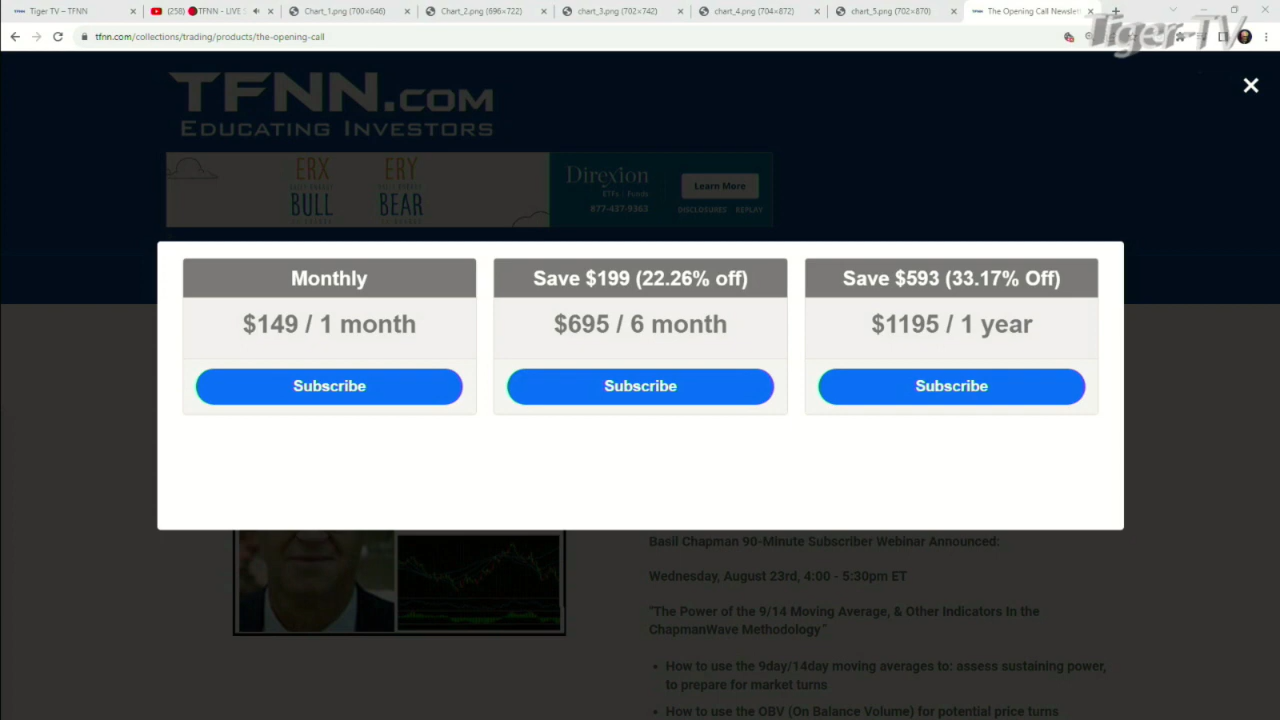 Tiger TV – TFNN
(258) 🔴TFNN - LIVE S
Chart_1.png (700×646)
Chart_2.png (696×722)
chart_3.png (702×742)
chart_4.png (704×872)
chart_5.png (702×870)
The Opening Call Newslet
tfnn.com/collections/trading/products/the-opening-call
Tiger-TV
TFNN.com
Educating Investors
ERX
ERY
BULL
BEAR
Direxion
877-437-9363
Learn More
DISCLOSURES REPLAY
Monthly
$149 / 1 month
Subscribe
Save $199 (22.26% off)
$695 / 6 month
Subscribe
Save $593 (33.17% Off)
$1195 / 1 year
Subscribe
Basil Chapman 90-Minute Subscriber Webinar Announced:
Wednesday, August 23rd, 4:00 - 5:30pm ET
"The Power of the 9/14 Moving Average, & Other Indicators In the
ChapmanWave Methodology"
• How to use the 9day/14day moving averages to: assess sustaining power,
to prepare for market turns
• How to use the OBV (On Balance Volume) for potential price turns